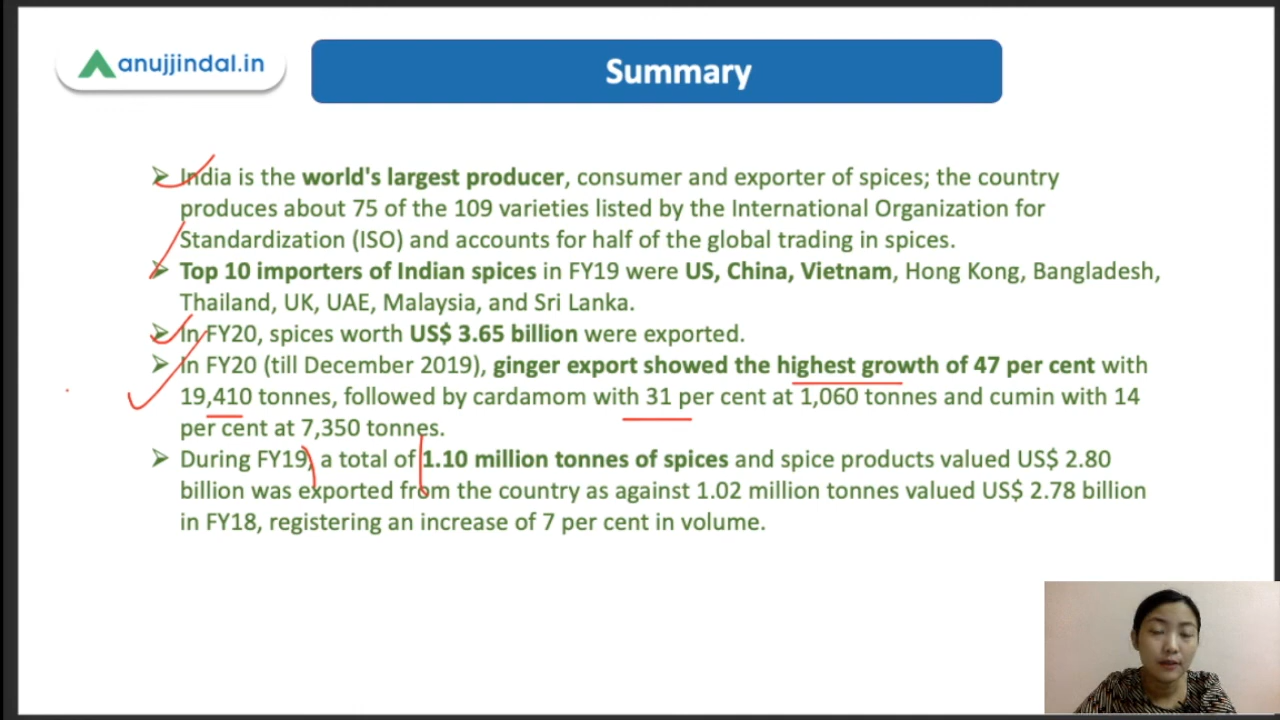 anujjindal.in
Summary
➢ India is the world's largest producer, consumer and exporter of spices; the country
produces about 75 of the 109 varieties listed by the International Organization for
Standardization (ISO) and accounts for half of the global trading in spices.
➢ Top 10 importers of Indian spices in FY19 were US, China, Vietnam, Hong Kong, Bangladesh,
Thailand, UK, UAE, Malaysia, and Sri Lanka.
➢ In FY20, spices worth US$ 3.65 billion were exported.
➢ In FY20 (till December 2019), ginger export showed the highest growth of 47 per cent with
19,410 tonnes, followed by cardamom with 31 per cent at 1,060 tonnes and cumin with 14
per cent at 7,350 tonnes.
➢ During FY19, a total of 1.10 million tonnes of spices and spice products valued US$ 2.80
billion was exported from the country as against 1.02 million tonnes valued US$ 2.78 billion
in FY18, registering an increase of 7 per cent in volume.